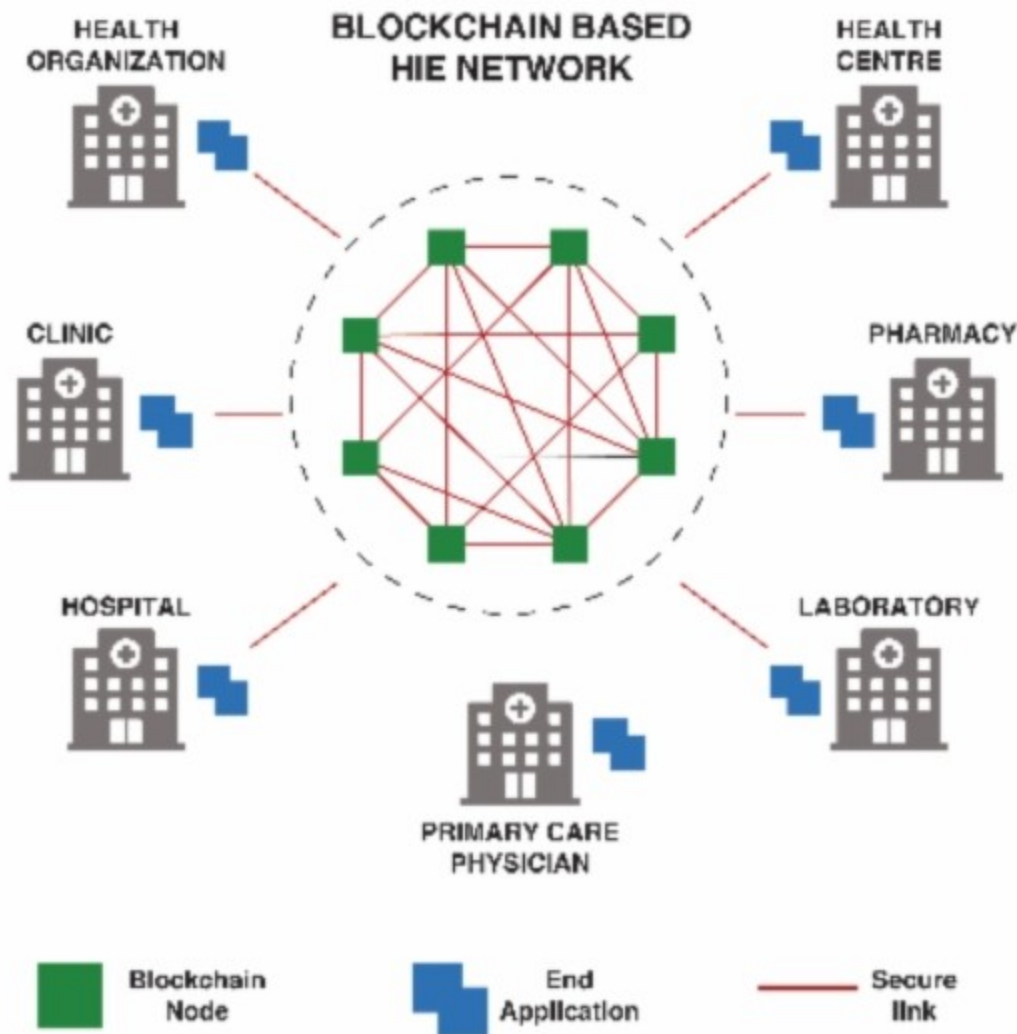 BLOCKCHAIN BASED
HIE NETWORK
HEALTH
ORGANIZATION
HEALTH
CENTRE
CLINIC
PHARMACY
HOSPITAL
LABORATORY
PRIMARY CARE
PHYSICIAN
Blockchain
Node
End
Application
Secure
link